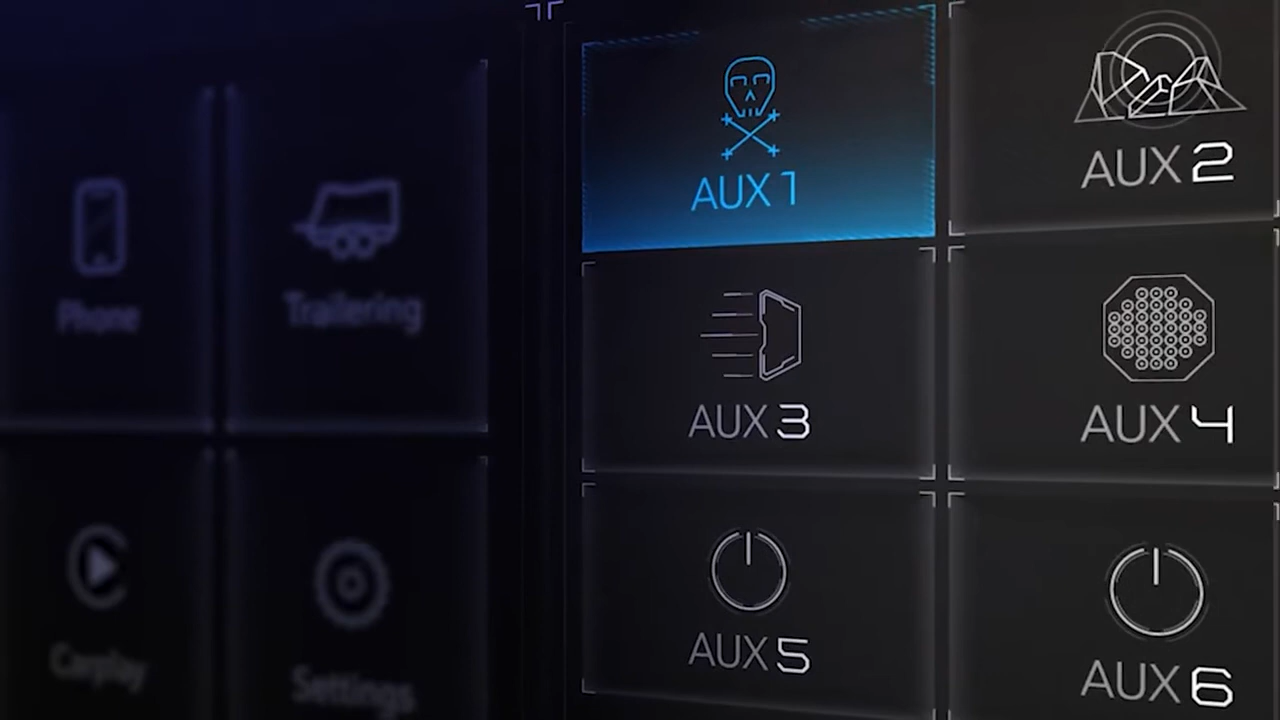 Phone
Trailering
Carplay
Settings
AUX 1
AUX 2
AUX 3
AUX 4
AUX 5
AUX 6